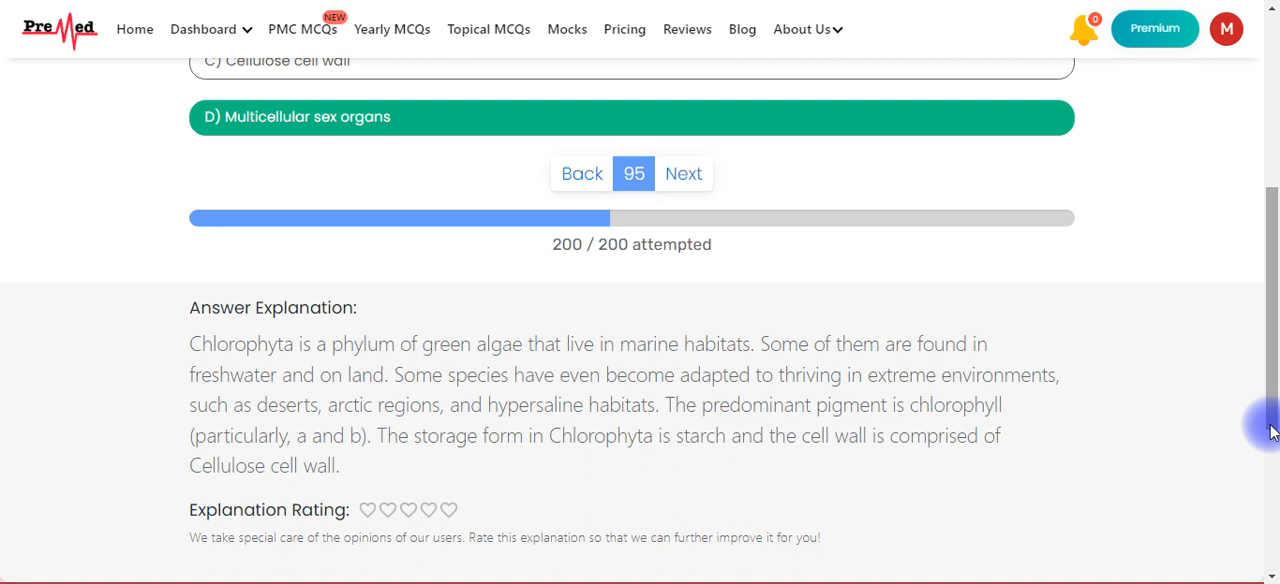 PreMed
Home Dashboard PMC MCQs NEW Yearly MCQs Topical MCQs Mocks Pricing Reviews Blog About Us 0 Premium M
C) Cellulose cell wall
D) Multicellular sex organs
Back 95 Next
200 / 200 attempted
Answer Explanation:
Chlorophyta is a phylum of green algae that live in marine habitats. Some of them are found in
freshwater and on land. Some species have even become adapted to thriving in extreme environments,
such as deserts, arctic regions, and hypersaline habitats. The predominant pigment is chlorophyll
(particularly, a and b). The storage form in Chlorophyta is starch and the cell wall is comprised of
Cellulose cell wall.
Explanation Rating:
We take special care of the opinions of our users. Rate this explanation so that we can further improve it for you!